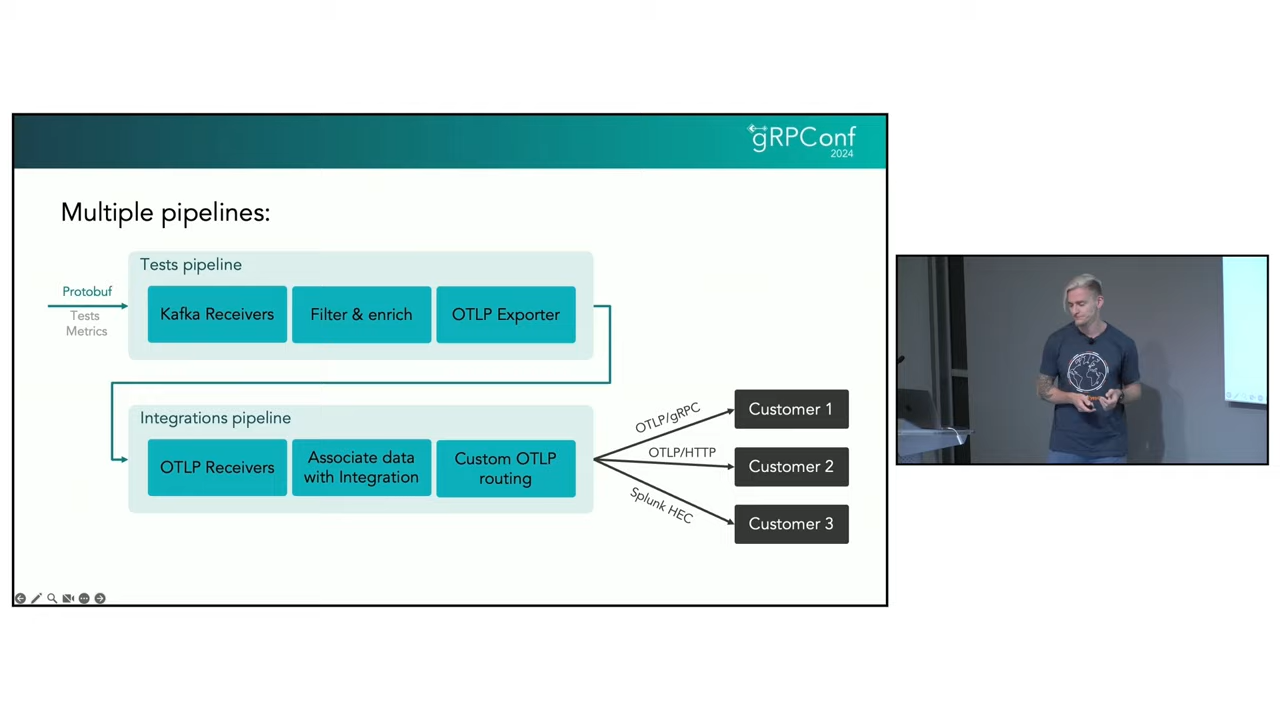 gRPConf
2024
Multiple pipelines:
Tests pipeline
Protobuf
Tests
Metrics
Kafka Receivers
Filter & enrich
OTLP Exporter
Integrations pipeline
OTLP Receivers
Associate data
with Integration
Custom OTLP
routing
OTLP/gRPC
OTLP/HTTP
Splunk HEC
Customer 1
Customer 2
Customer 3